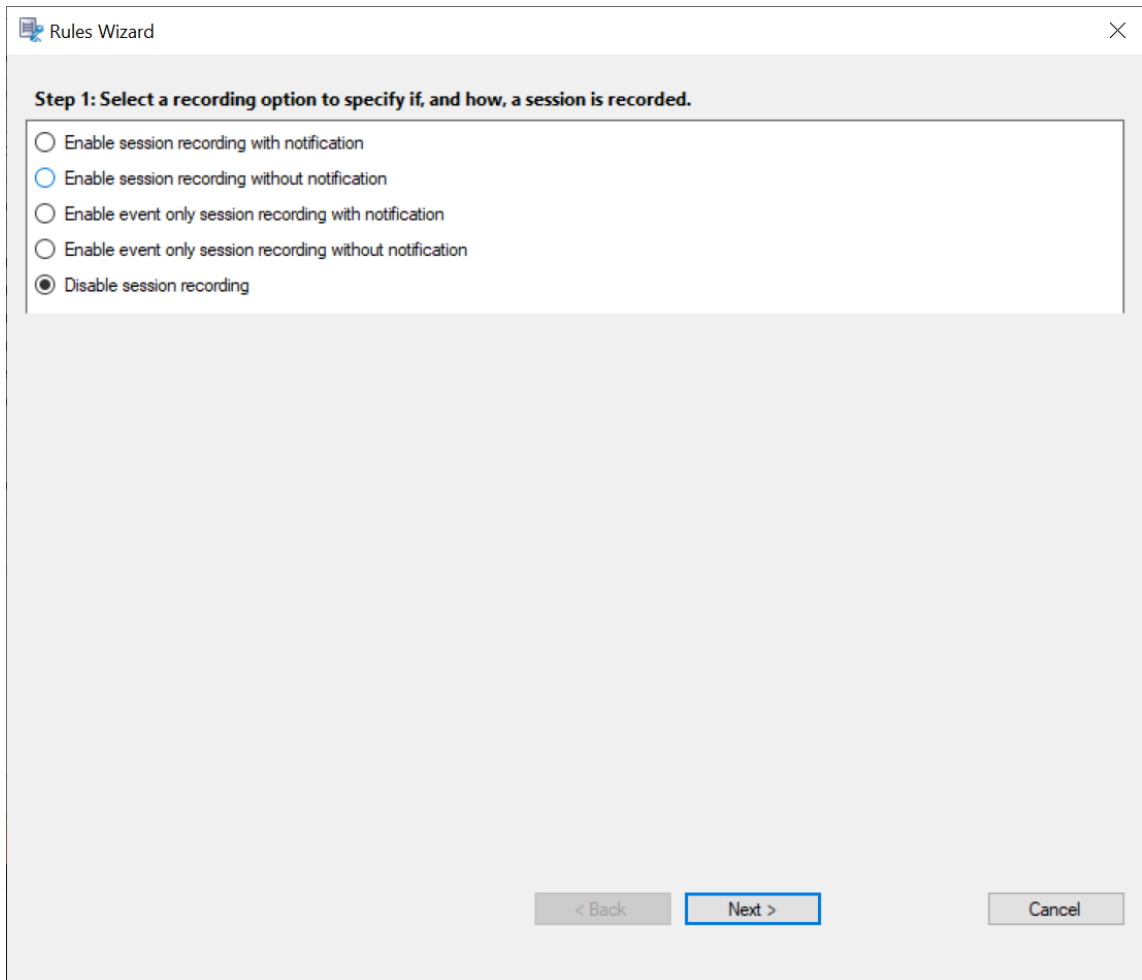 Rules Wizard
Step 1: Select a recording option to specify if, and how, a session is recorded.
Enable session recording with notification
Enable session recording without notification
Enable event only session recording with notification
Enable event only session recording without notification
Disable session recording
< Back
Next >
Cancel